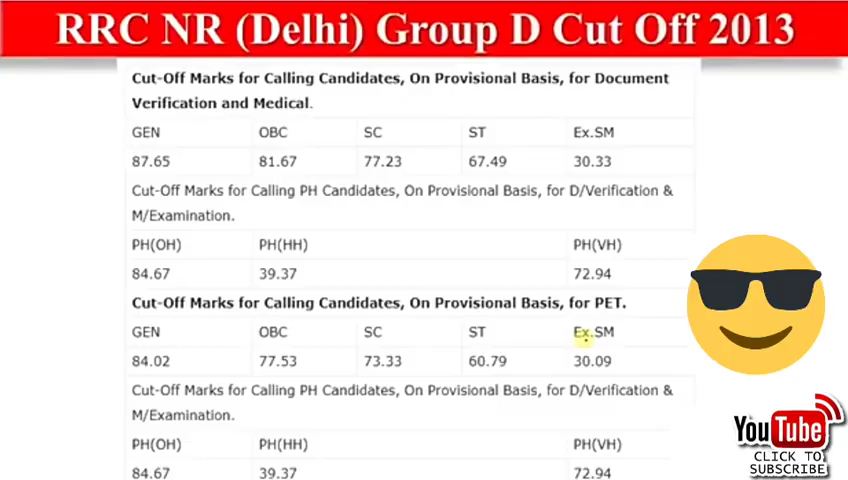 RRC NR (Delhi) Group D Cut Off 2013
Cut-Off Marks for Calling Candidates, On Provisional Basis, for Document
Verification and Medical.
GEN OBC SC ST Ex.SM
87.65 81.67 77.23 67.49 30.33
Cut-Off Marks for Calling PH Candidates, On Provisional Basis, for D/Verification &
M/Examination.
PH(OH) PH(HH) PH(VH)
84.67 39.37 72.94
Cut-Off Marks for Calling Candidates, On Provisional Basis, for PET.
GEN OBC SC ST Ex.SM
84.02 77.53 73.33 60.79 30.09
Cut-Off Marks for Calling PH Candidates, On Provisional Basis, for D/Verification &
M/Examination.
PH(OH) PH(HH) PH(VH)
84.67 39.37 72.94
YouTube
CLICK TO
SUBSCRIBE